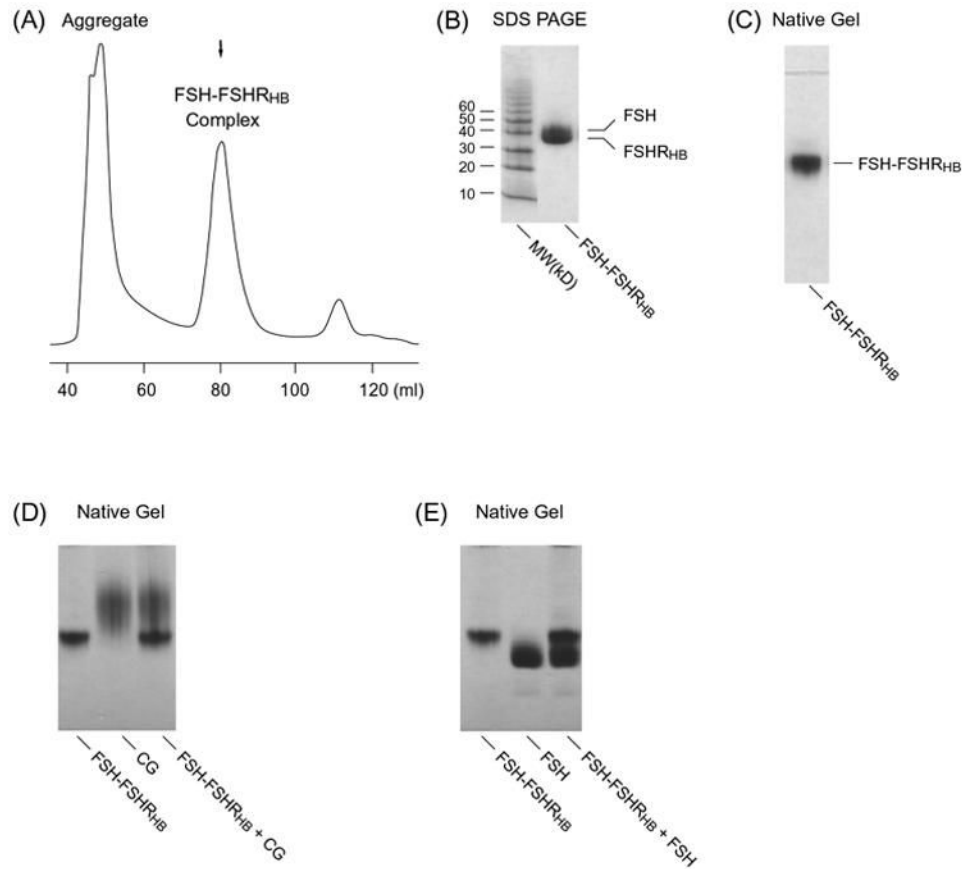 (A) Aggregate
FSH-FSHRHB
Complex
40 60 80 100 120 (ml)
(B) SDS PAGE
60
50
40
30
20
10
FSH
FSHRHB
MW(kD)
FSH-FSHRHB
(C) Native Gel
FSH-FSHRHB
FSH-FSHRHB
(D) Native Gel
FSH-FSHRHB
CG
FSH-FSHRHB + CG
(E) Native Gel
FSH-FSHRHB
FSH
FSH-FSHRHB + FSH